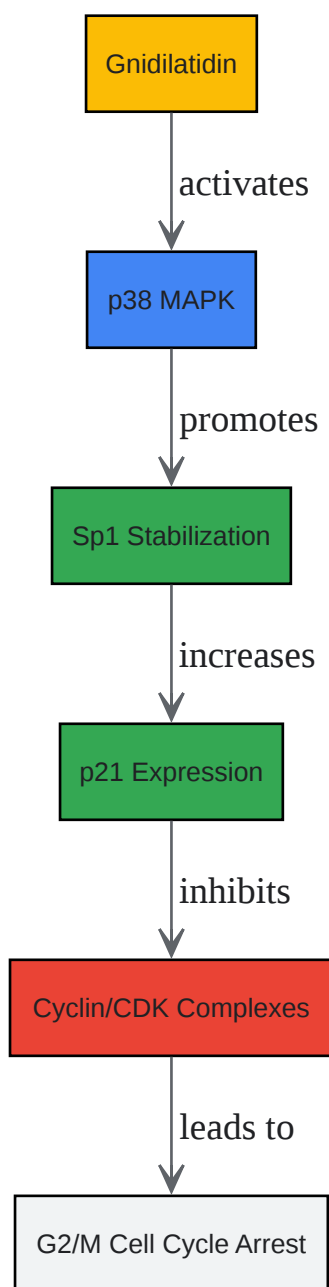 Gnidilatidin
activates
p38 MAPK
promotes
Sp1 Stabilization
increases
p21 Expression
inhibits
Cyclin/CDK Complexes
leads to
G2/M Cell Cycle Arrest